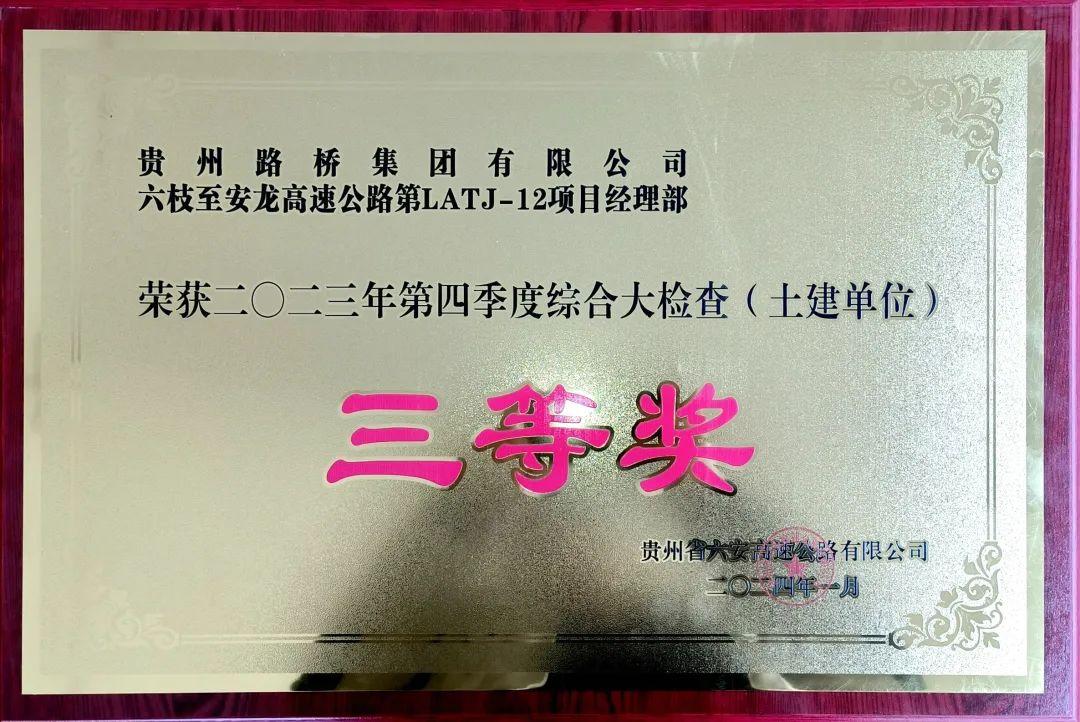 贵州路桥集团有限公司
六枝至安龙高速公路第LATJ-12项目经理部
荣获二〇二三年第四季度综合大检查（土建单位）
三等奖
贵州省六安高速公路有限公司
二〇二四年一月